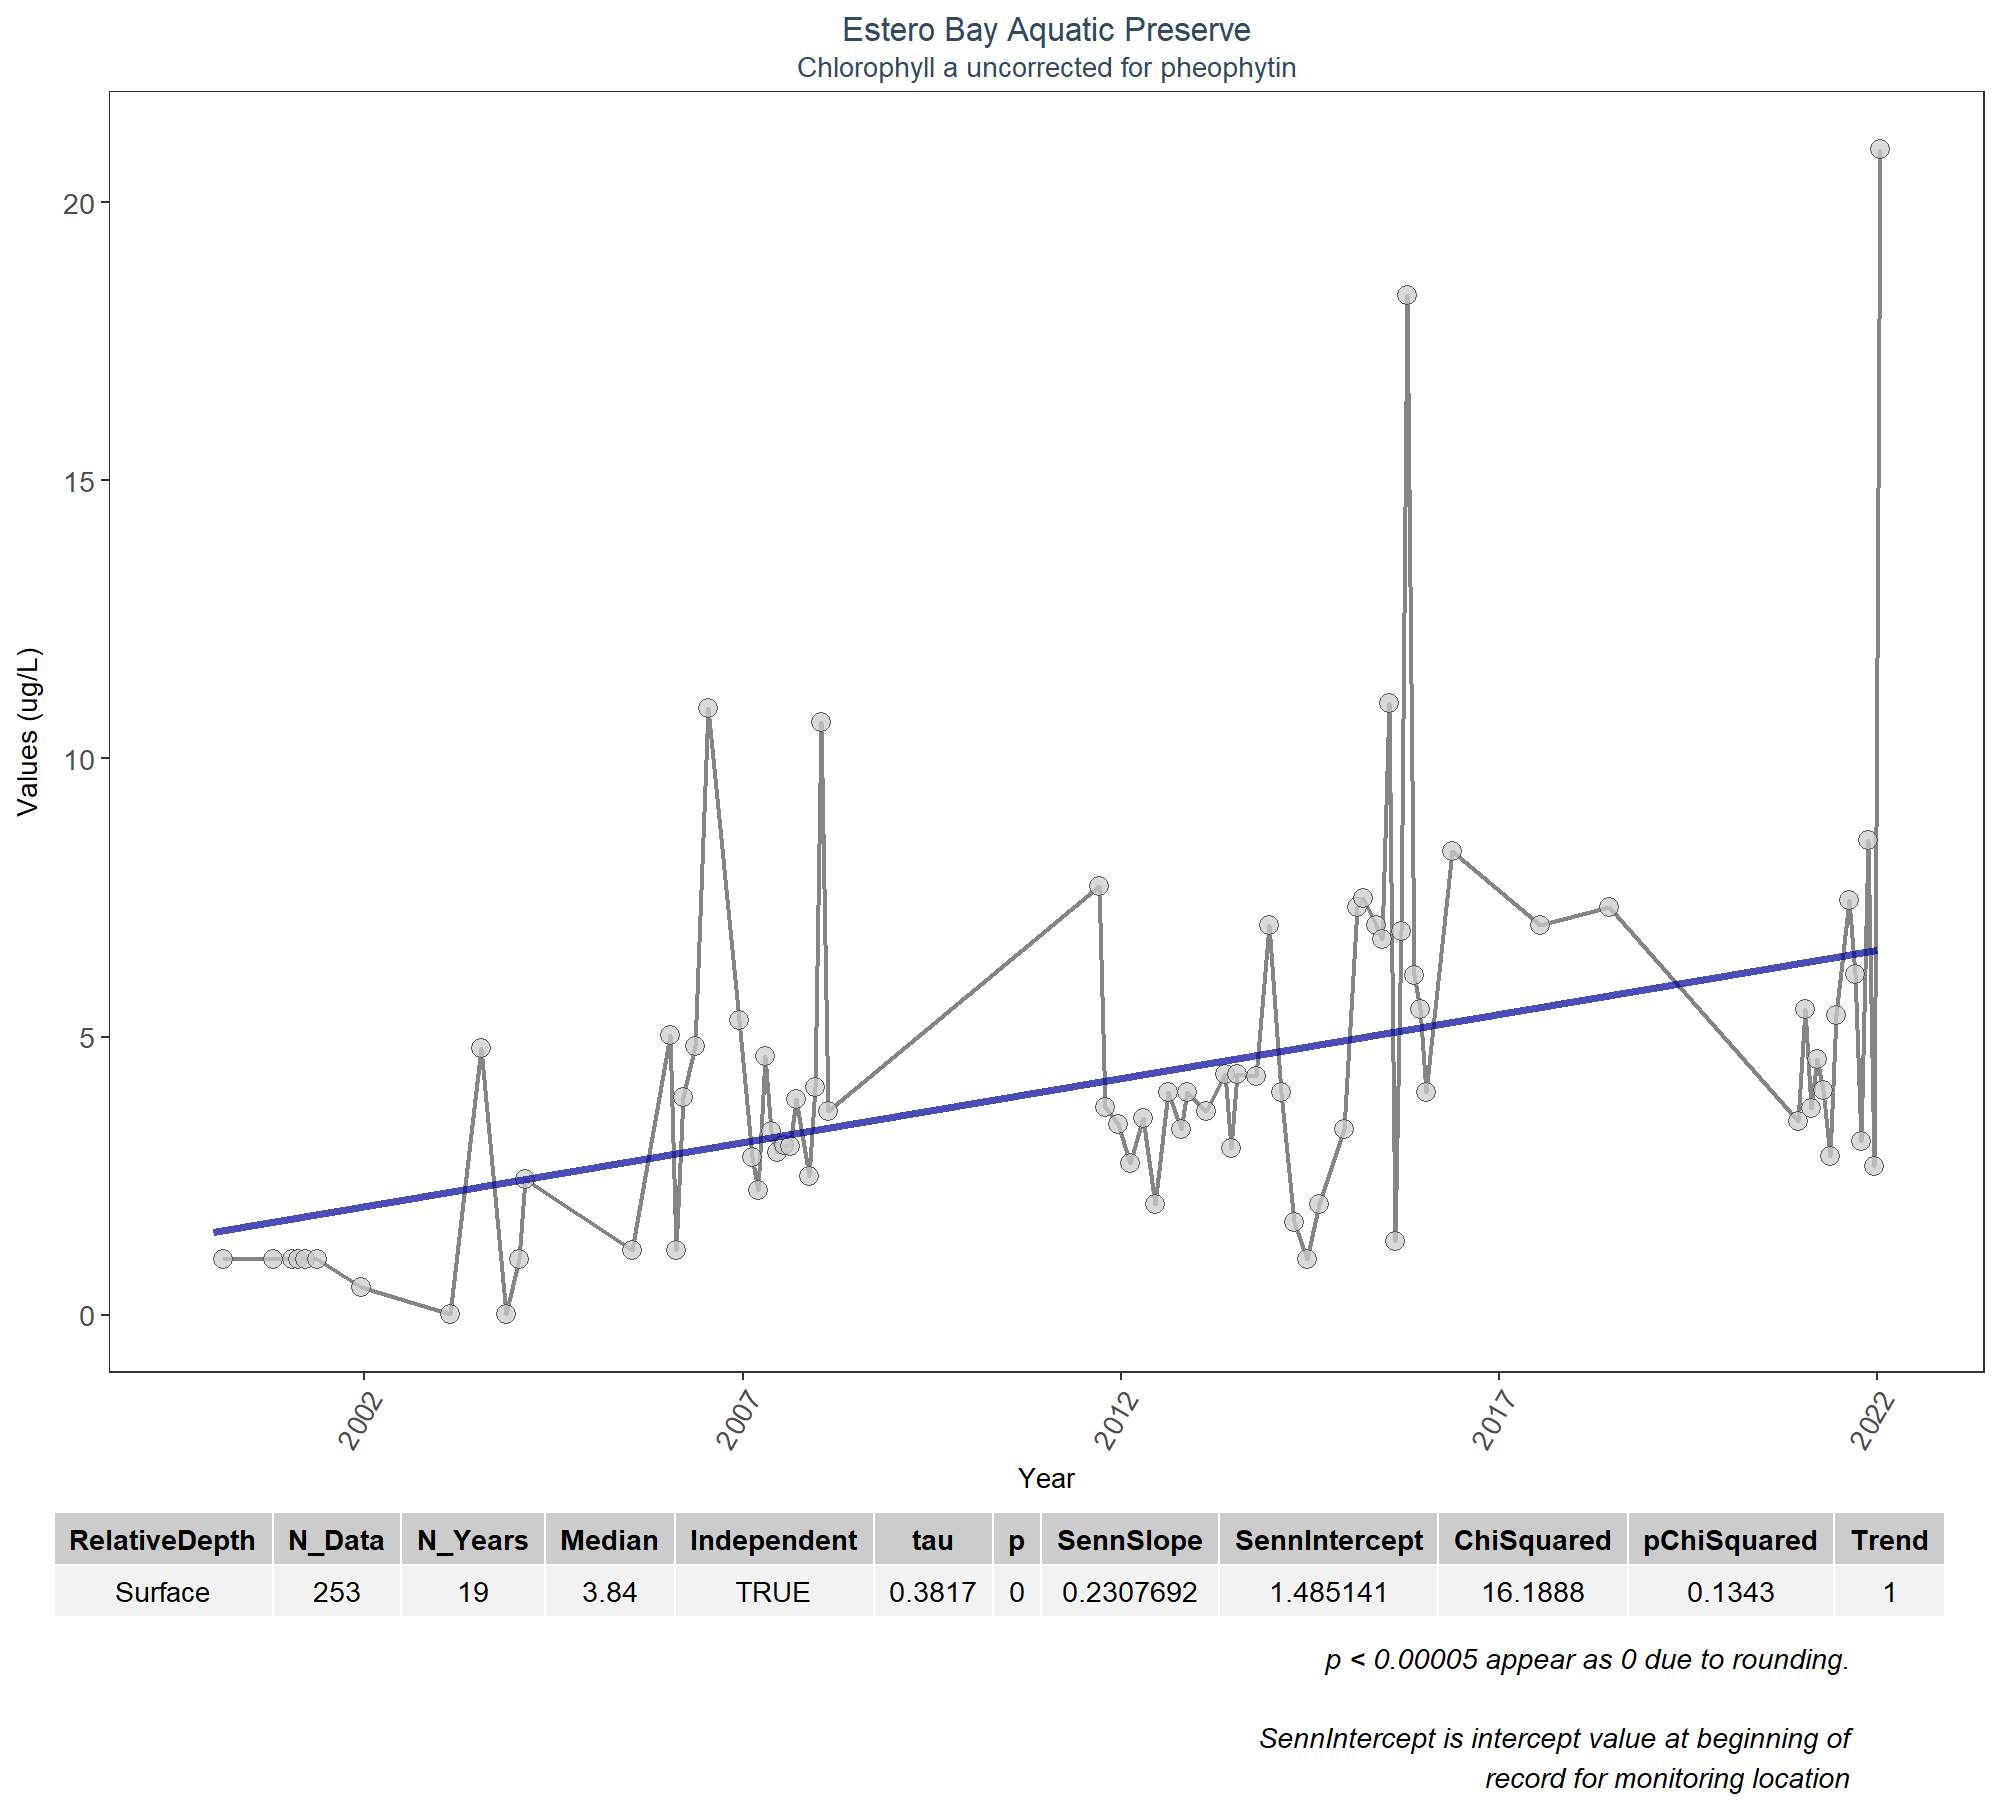 Estero Bay Aquatic Preserve
Chlorophyll a uncorrected for pheophytin
Values (ug/L)
20
15
10
5
0
2002 2007 2012 2017 2022
Year
RelativeDepth N_Data N_Years Median Independent tau p SennSlope SennIntercept ChiSquared pChiSquared Trend
Surface 253 19 3.84 TRUE 0.3817 0 0.2307692 1.485141 16.1888 0.1343 1
p < 0.00005 appear as 0 due to rounding.
SennIntercept is intercept value at beginning of
record for monitoring location